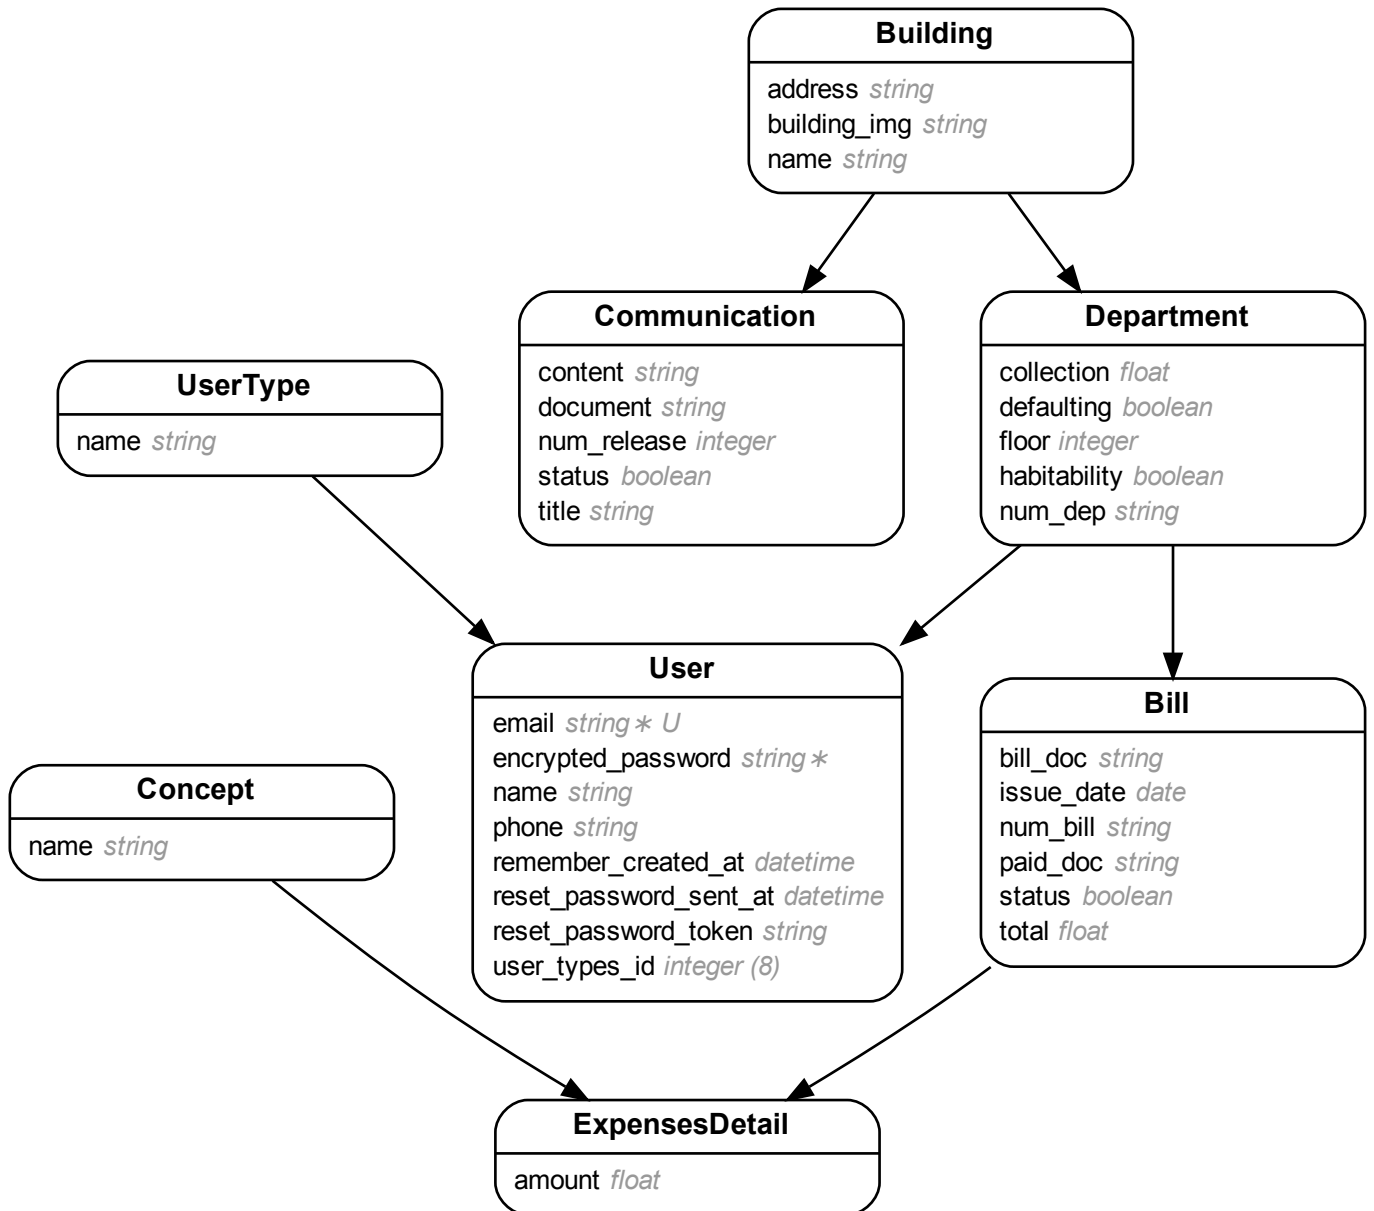 Building
address string
building_img string
name string
Communication
content string
document string
num_release integer
status boolean
title string
Department
collection float
defaulting boolean
floor integer
habitability boolean
num_dep string
UserType
name string
User
email string∗ U
encrypted_password string∗
name string
phone string
remember_created_at datetime
reset_password_sent_at datetime
reset_password_token string
user_types_id integer (8)
Bill
bill_doc string
issue_date date
num_bill string
paid_doc string
status boolean
total float
Concept
name string
ExpensesDetail
amount float